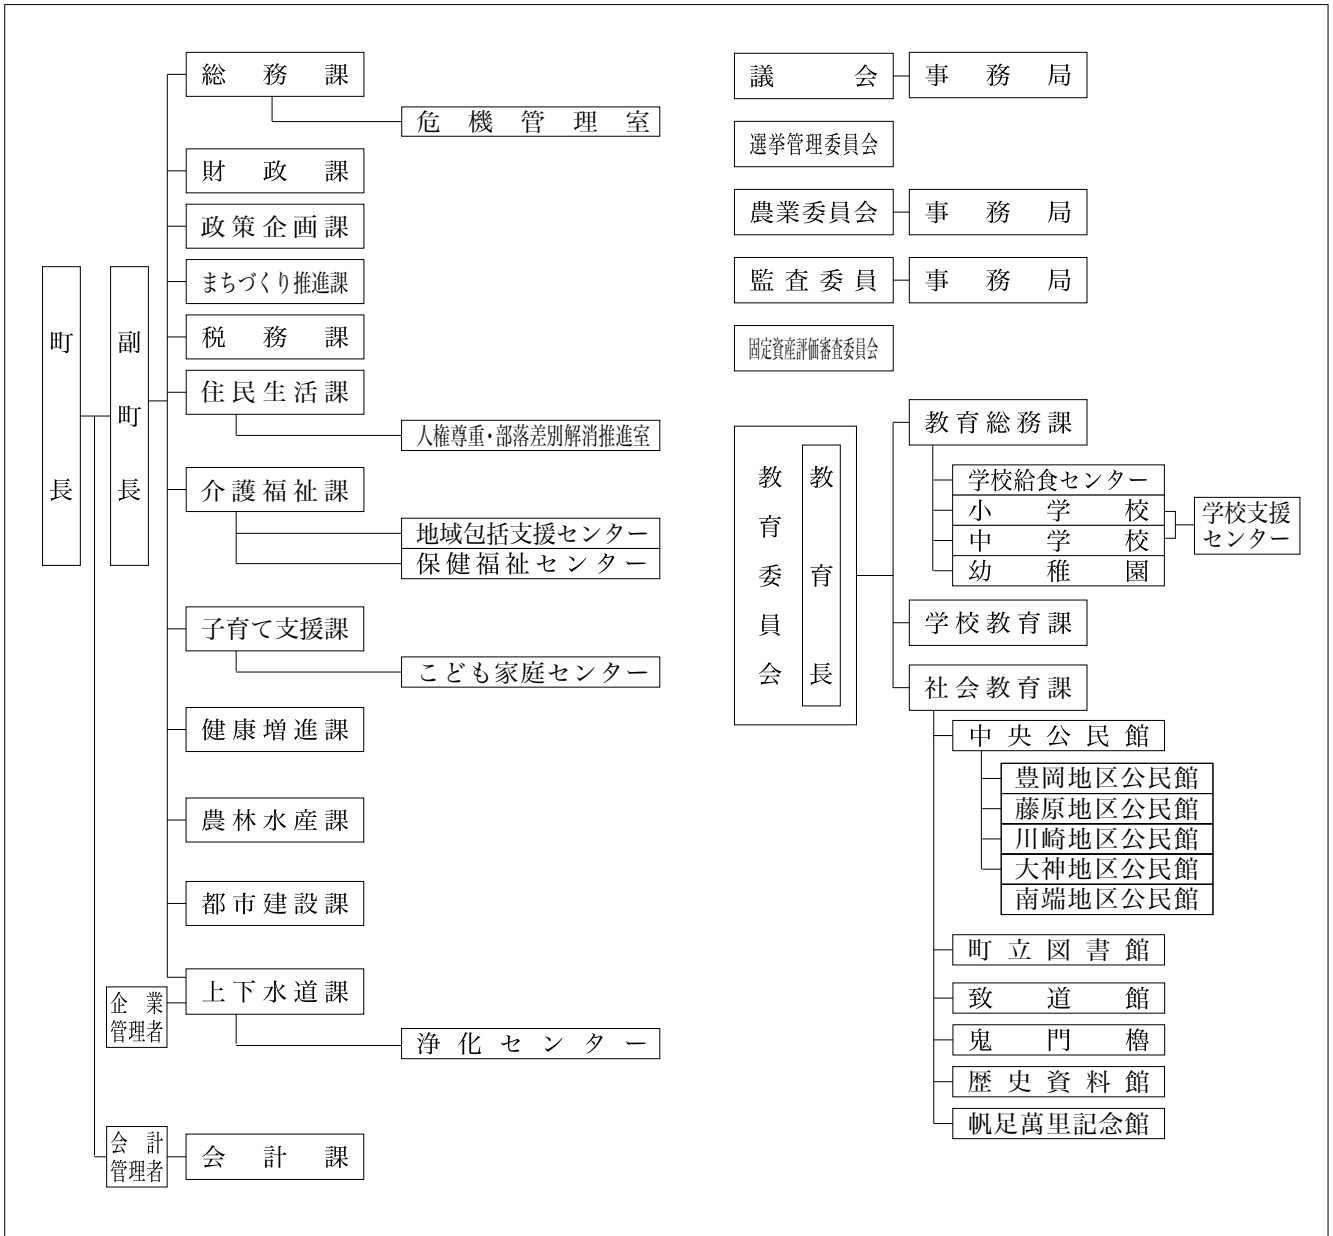 町長
副町長
総務課
危機管理室
財政課
政策企画課
まちづくり推進課
税務課
住民生活課
人権尊重・部落差別解消推進室
介護福祉課
地域包括支援センター
保健福祉センター
子育て支援課
こども家庭センター
健康増進課
農林水産課
都市建設課
企業
管理者
上下水道課
浄化センター
会計
管理者
会計課
議会
事務局
選挙管理委員会
農業委員会
事務局
監査委員
事務局
固定資産評価審査委員会
教育委員会
教育長
教育総務課
学校給食センター
小学校
中学校
幼稚園
学校支援
センター
学校教育課
社会教育課
中央公民館
豊岡地区公民館
藤原地区公民館
川崎地区公民館
大神地区公民館
南端地区公民館
町立図書館
致道館
鬼門櫓
歴史資料館
帆足萬里記念館